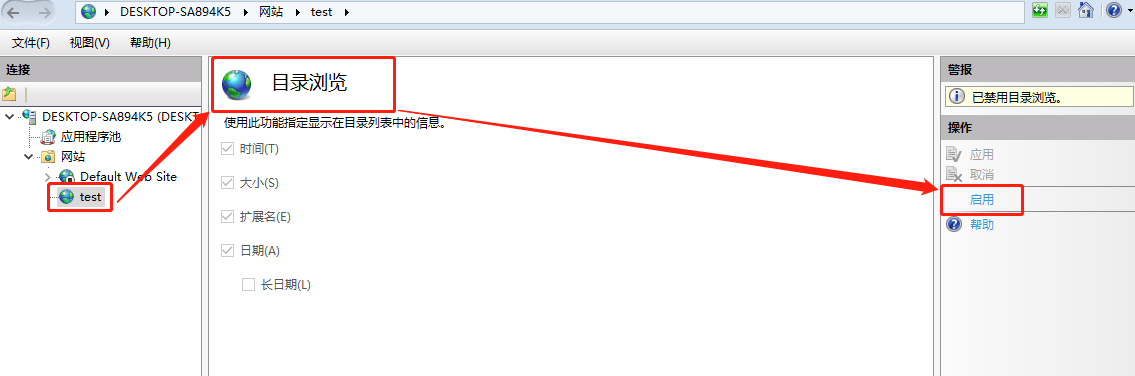 DESKTOP-SA894K5 网站 test
文件(F) 视图(V) 帮助(H)
连接
DESKTOP-SA894K5 (DESKT
应用程序池
网站
Default Web Site
test
目录浏览
使用此功能指定显示在目录列表中的信息。
时间(T)
大小(S)
扩展名(E)
日期(A)
长日期(L)
警报
已禁用目录浏览。
操作
应用
取消
启用
帮助